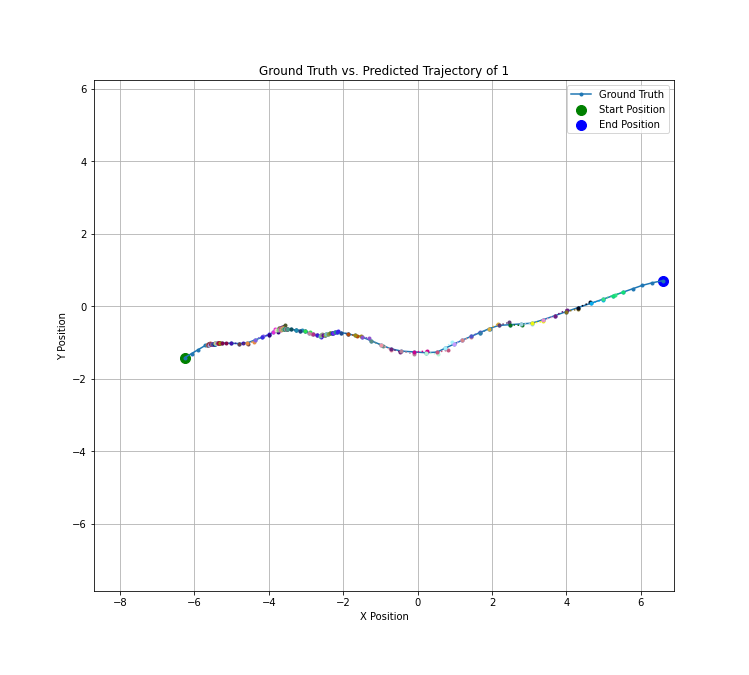 Ground Truth vs. Predicted Trajectory of 1
Ground Truth
Start Position
End Position
6
4
2
0
−2
−4
−6
Y Position
−8
−6
−4
−2
0
2
4
6
X Position